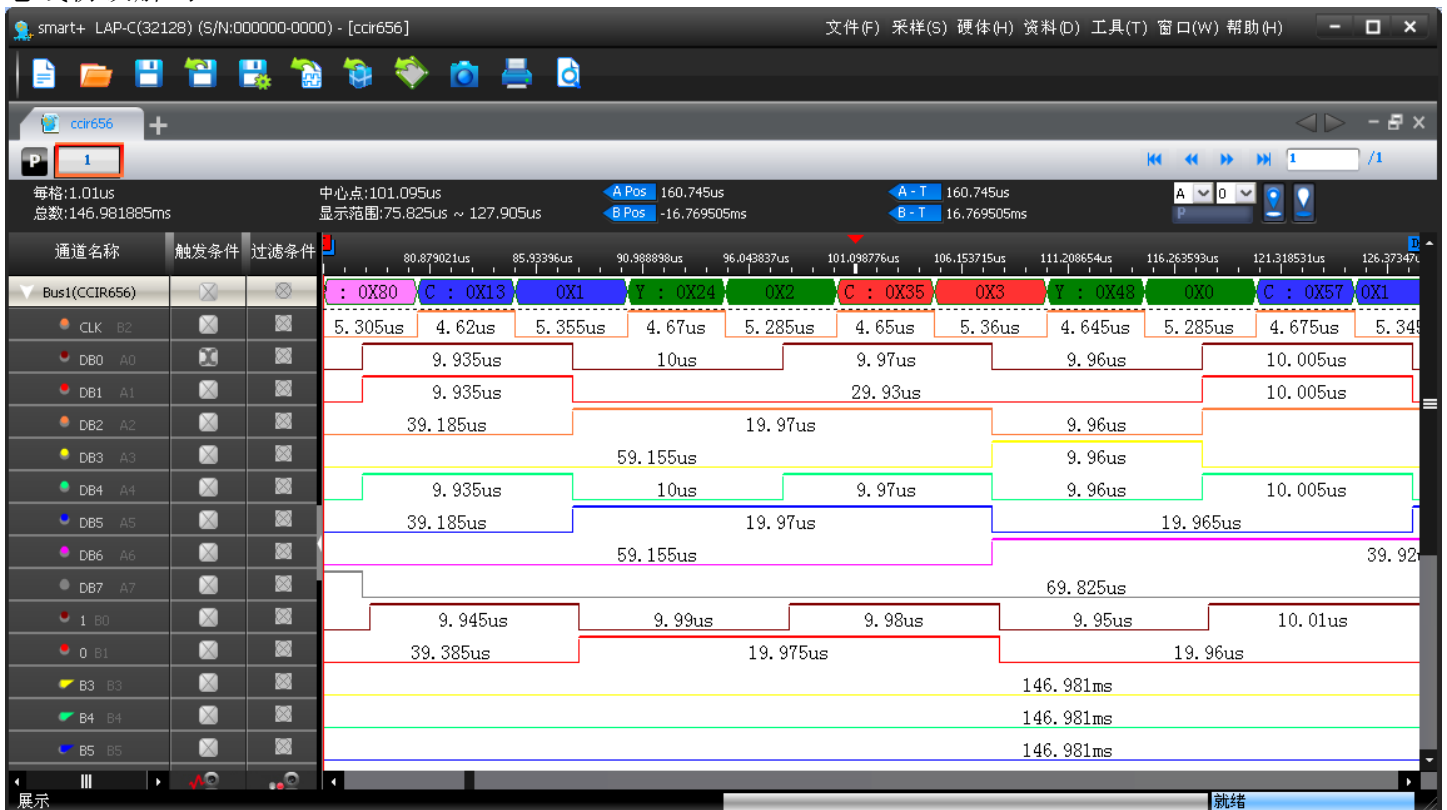 smart+ LAP-C(32128) (S/N:000000-0000) - [ccir656] 文件(F) 采样(S) 硬体(H) 资料(D) 工具(T) 窗口(W) 帮助(H)
ccir656
P 1 1 /1
每格:1.01us 中心点:101.095us A Pos 160.745us A - T 160.745us A 0
总数:146.981885ms 显示范围:75.825us ~ 127.905us B Pos -16.769505ms B - T 16.769505ms P
通道名称 触发条件 过滤条件 80.879021us 85.93396us 90.988898us 96.043837us 101.098776us 106.153715us 111.208654us 116.263593us 121.318531us 126.37347u
Bus1(CCIR656) : 0X80 C : 0X13 0X1 Y : 0X24 0X2 C : 0X35 0X3 Y : 0X48 0X0 C : 0X57 0X1
CLK B2 5.305us 4.62us 5.355us 4.67us 5.285us 4.65us 5.36us 4.645us 5.285us 4.675us 5.345
DB0 A0 9.935us 10us 9.97us 9.96us 10.005us
DB1 A1 9.935us 29.93us 10.005us
DB2 A2 39.185us 19.97us 9.96us
DB3 A3 59.155us 9.96us
DB4 A4 9.935us 10us 9.97us 9.96us 10.005us
DB5 A5 39.185us 19.97us 19.965us
DB6 A6 59.155us 39.92u
DB7 A7 69.825us
1 B0 9.945us 9.99us 9.98us 9.95us 10.01us
0 B1 39.385us 19.975us 19.96us
B3 B3 146.981ms
B4 B4 146.981ms
B5 B5 146.981ms
展示 就绪